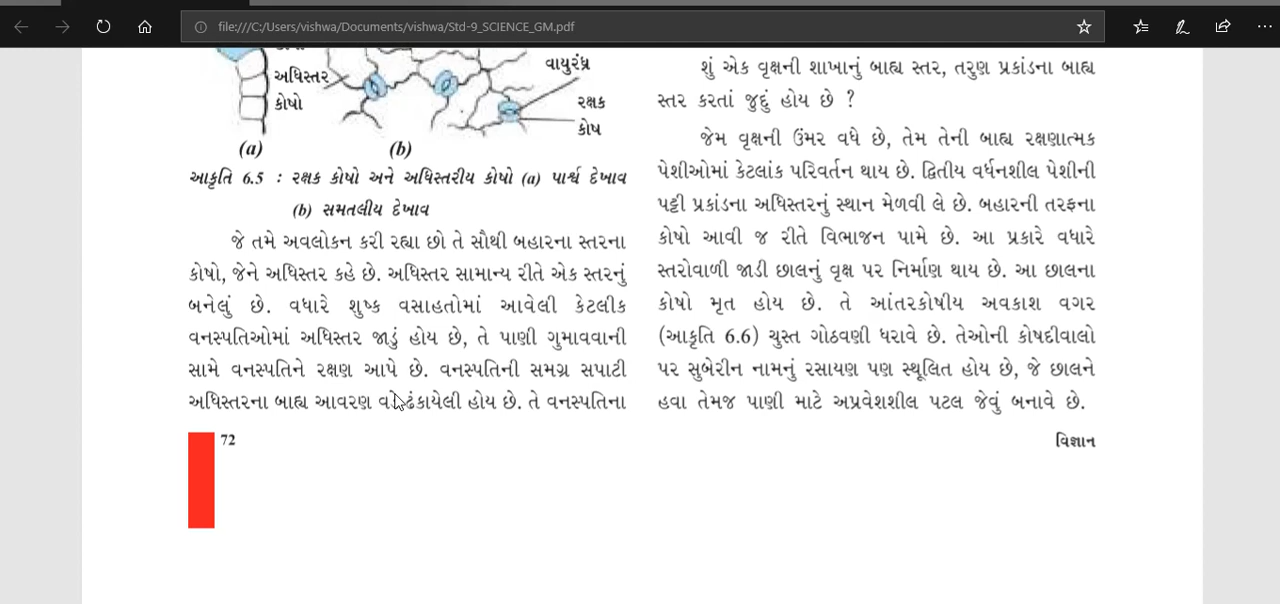 file:///C:/Users/vishwa/Documents/vishwa/Std-9_SCIENCE_GM.pdf
અધિસ્તર
કોષો
વાયુરંધ્ર
રક્ષક
કોષ
(a)
(b)
આકૃતિ 6.5 : રક્ષક કોષો અને અધિસ્તરીય કોષો (a) પાર્શ્વ દેખાવ
(b) સમતલીય દેખાવ
જે તમે અવલોકન કરી રહ્યા છો તે સૌથી બહારના સ્તરના
કોષો, જેને અધિસ્તર કહે છે. અધિસ્તર સામાન્ય રીતે એક સ્તરનું
બનેલું છે. વધારે શુષ્ક વસાહતોમાં આવેલી કેટલીક
વનસ્પતિઓમાં અધિસ્તર જાડું હોય છે, તે પાણી ગુમાવવાની
સામે વનસ્પતિને રક્ષણ આપે છે. વનસ્પતિની સમગ્ર સપાટી
અધિસ્તરના બાહ્ય આવરણ ઢંકાયેલી હોય છે. તે વનસ્પતિના
શું એક વૃક્ષની શાખાનું બાહ્ય સ્તર, તરુણ પ્રકાંડના બાહ્ય
સ્તર કરતાં જુદું હોય છે ?
જેમ વૃક્ષની ઉંમર વધે છે, તેમ તેની બાહ્ય રક્ષણાત્મક
પેશીઓમાં કેટલાંક પરિવર્તન થાય છે. દ્વિતીય વર્ધનશીલ પેશીની
પટ્ટી પ્રકાંડના અધિસ્તરનું સ્થાન મેળવી લે છે. બહારની તરફના
કોષો આવી જ રીતે વિભાજન પામે છે. આ પ્રકારે વધારે
સ્તરોવાળી જાડી છાલનું વૃક્ષ પર નિર્માણ થાય છે. આ છાલના
કોષો મૃત હોય છે. તે આંતરકોષીય અવકાશ વગર
(આકૃતિ 6.6) ચુસ્ત ગોઠવણી ધરાવે છે. તેઓની કોષદીવાલો
પર સુબેરીન નામનું રસાયણ પણ સ્થૂલિત હોય છે, જે છાલને
હવા તેમજ પાણી માટે અપ્રવેશશીલ પટલ જેવું બનાવે છે.
72
વિજ્ઞાન